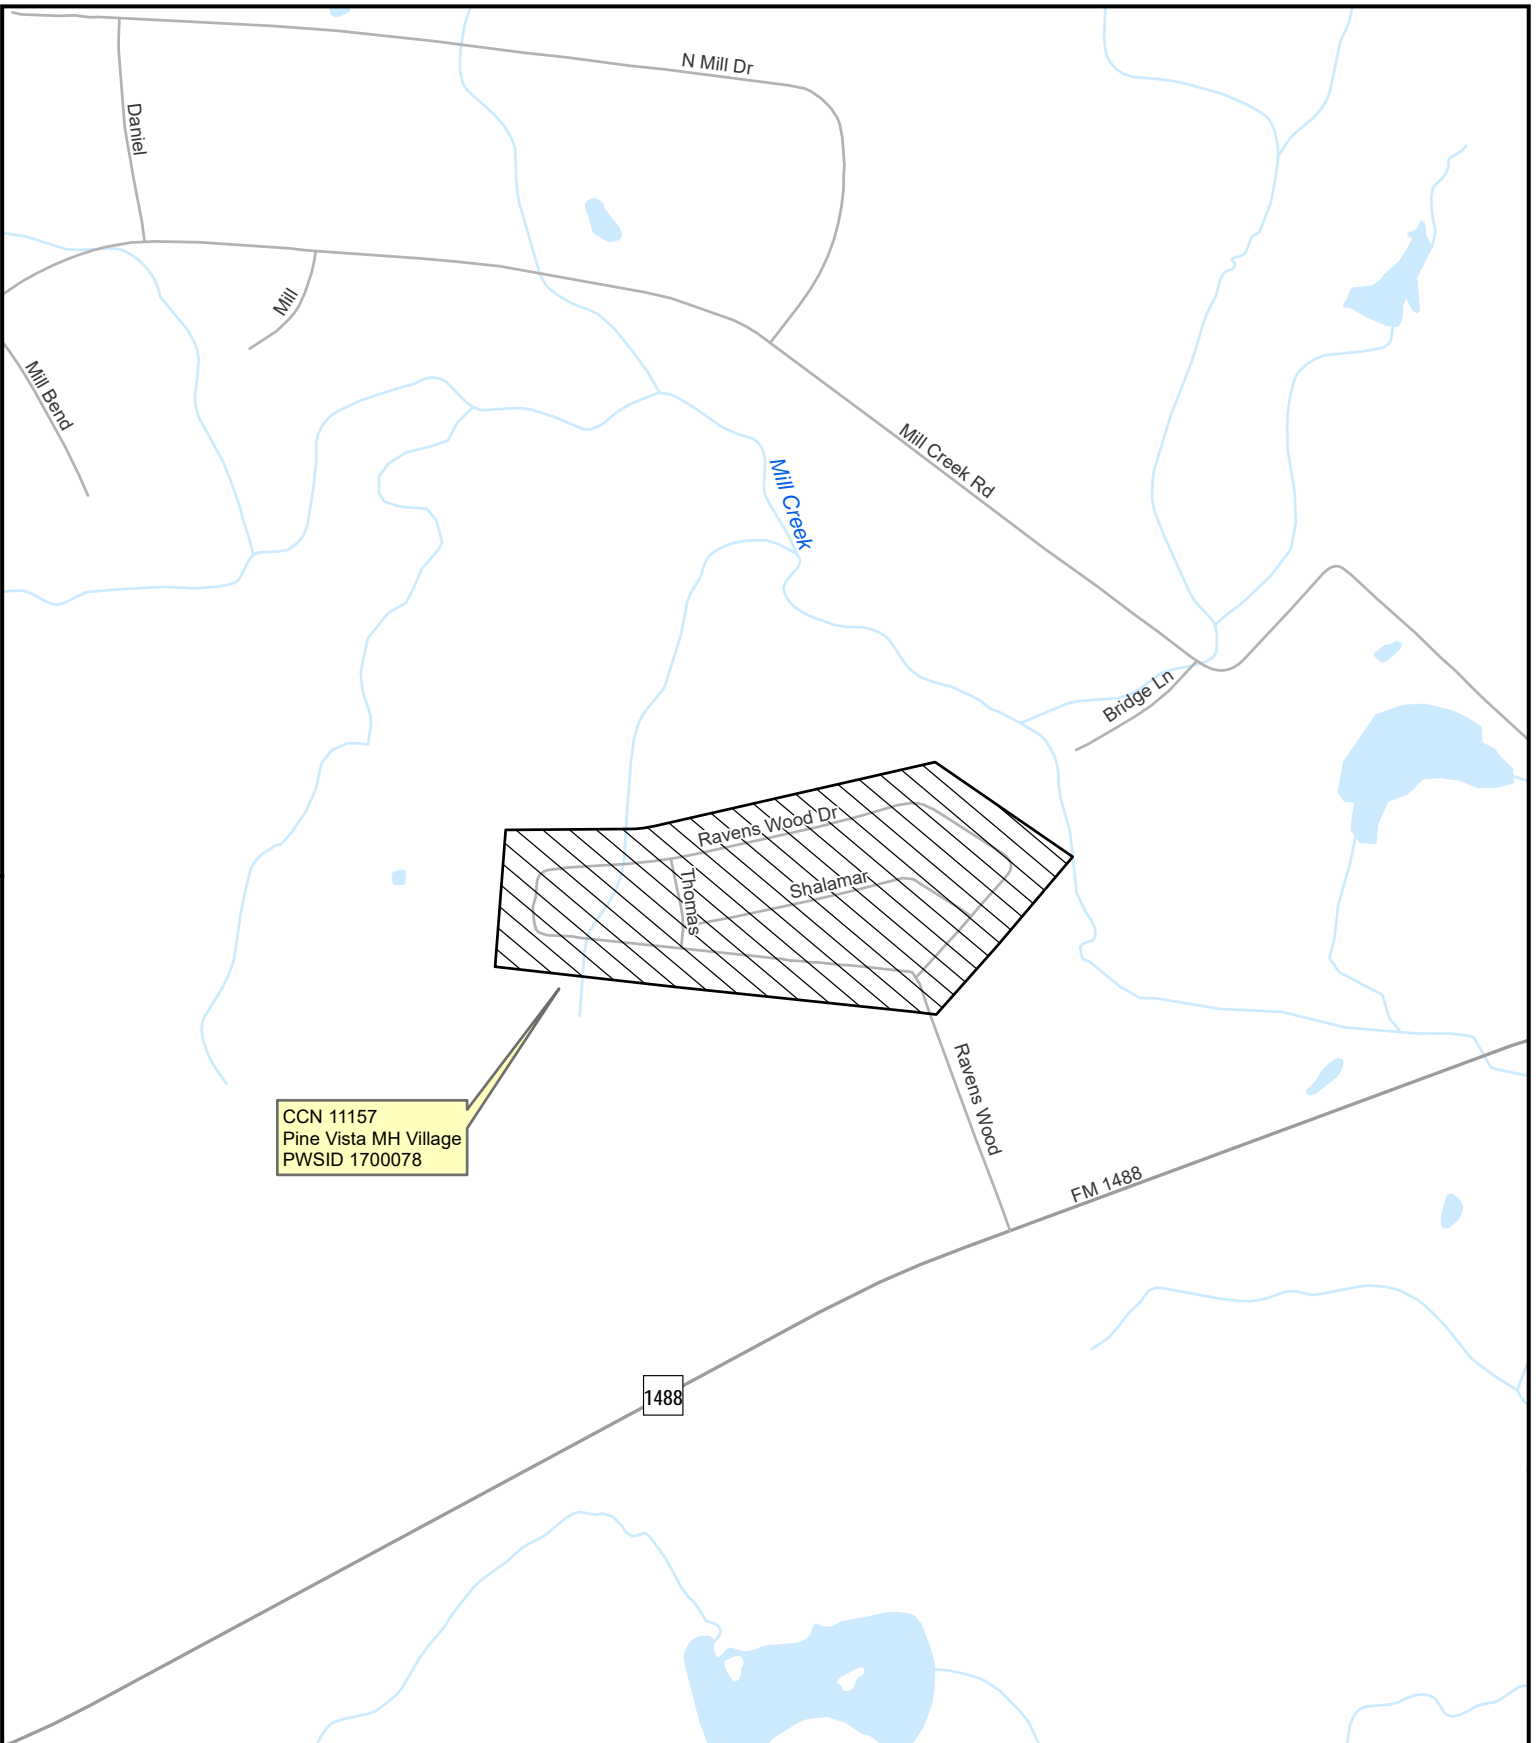 N Mill Dr
Daniel
Mill
Mill Bend
Mill Creek Rd
Mill Creek
Bridge Ln
Ravens Wood Dr
Thomas
Shalamar
Ravens Wood
CCN 11157
Pine Vista MH Village
PWSID 1700078
FM 1488
1488